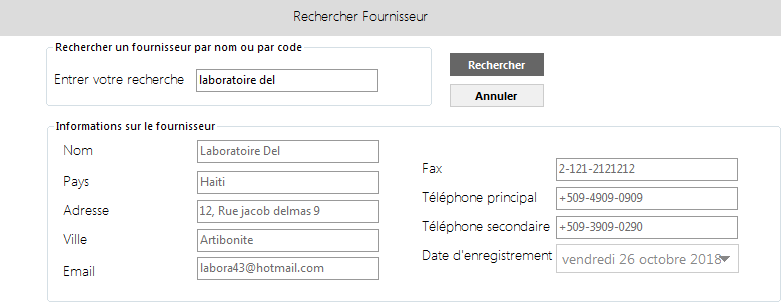 Rechercher Fournisseur
Rechercher un fournisseur par nom ou par code
Entrer votre recherche laboratoire del
Rechercher
Annuler
Informations sur le fournisseur
Nom Laboratoire Del
Pays Haiti
Adresse 12, Rue jacob delmas 9
Ville Artibonite
Email labora43@hotmail.com
Fax 2-121-2121212
Téléphone principal +509-4909-0909
Téléphone secondaire +509-3909-0290
Date d'enregistrement vendredi 26 octobre 2018